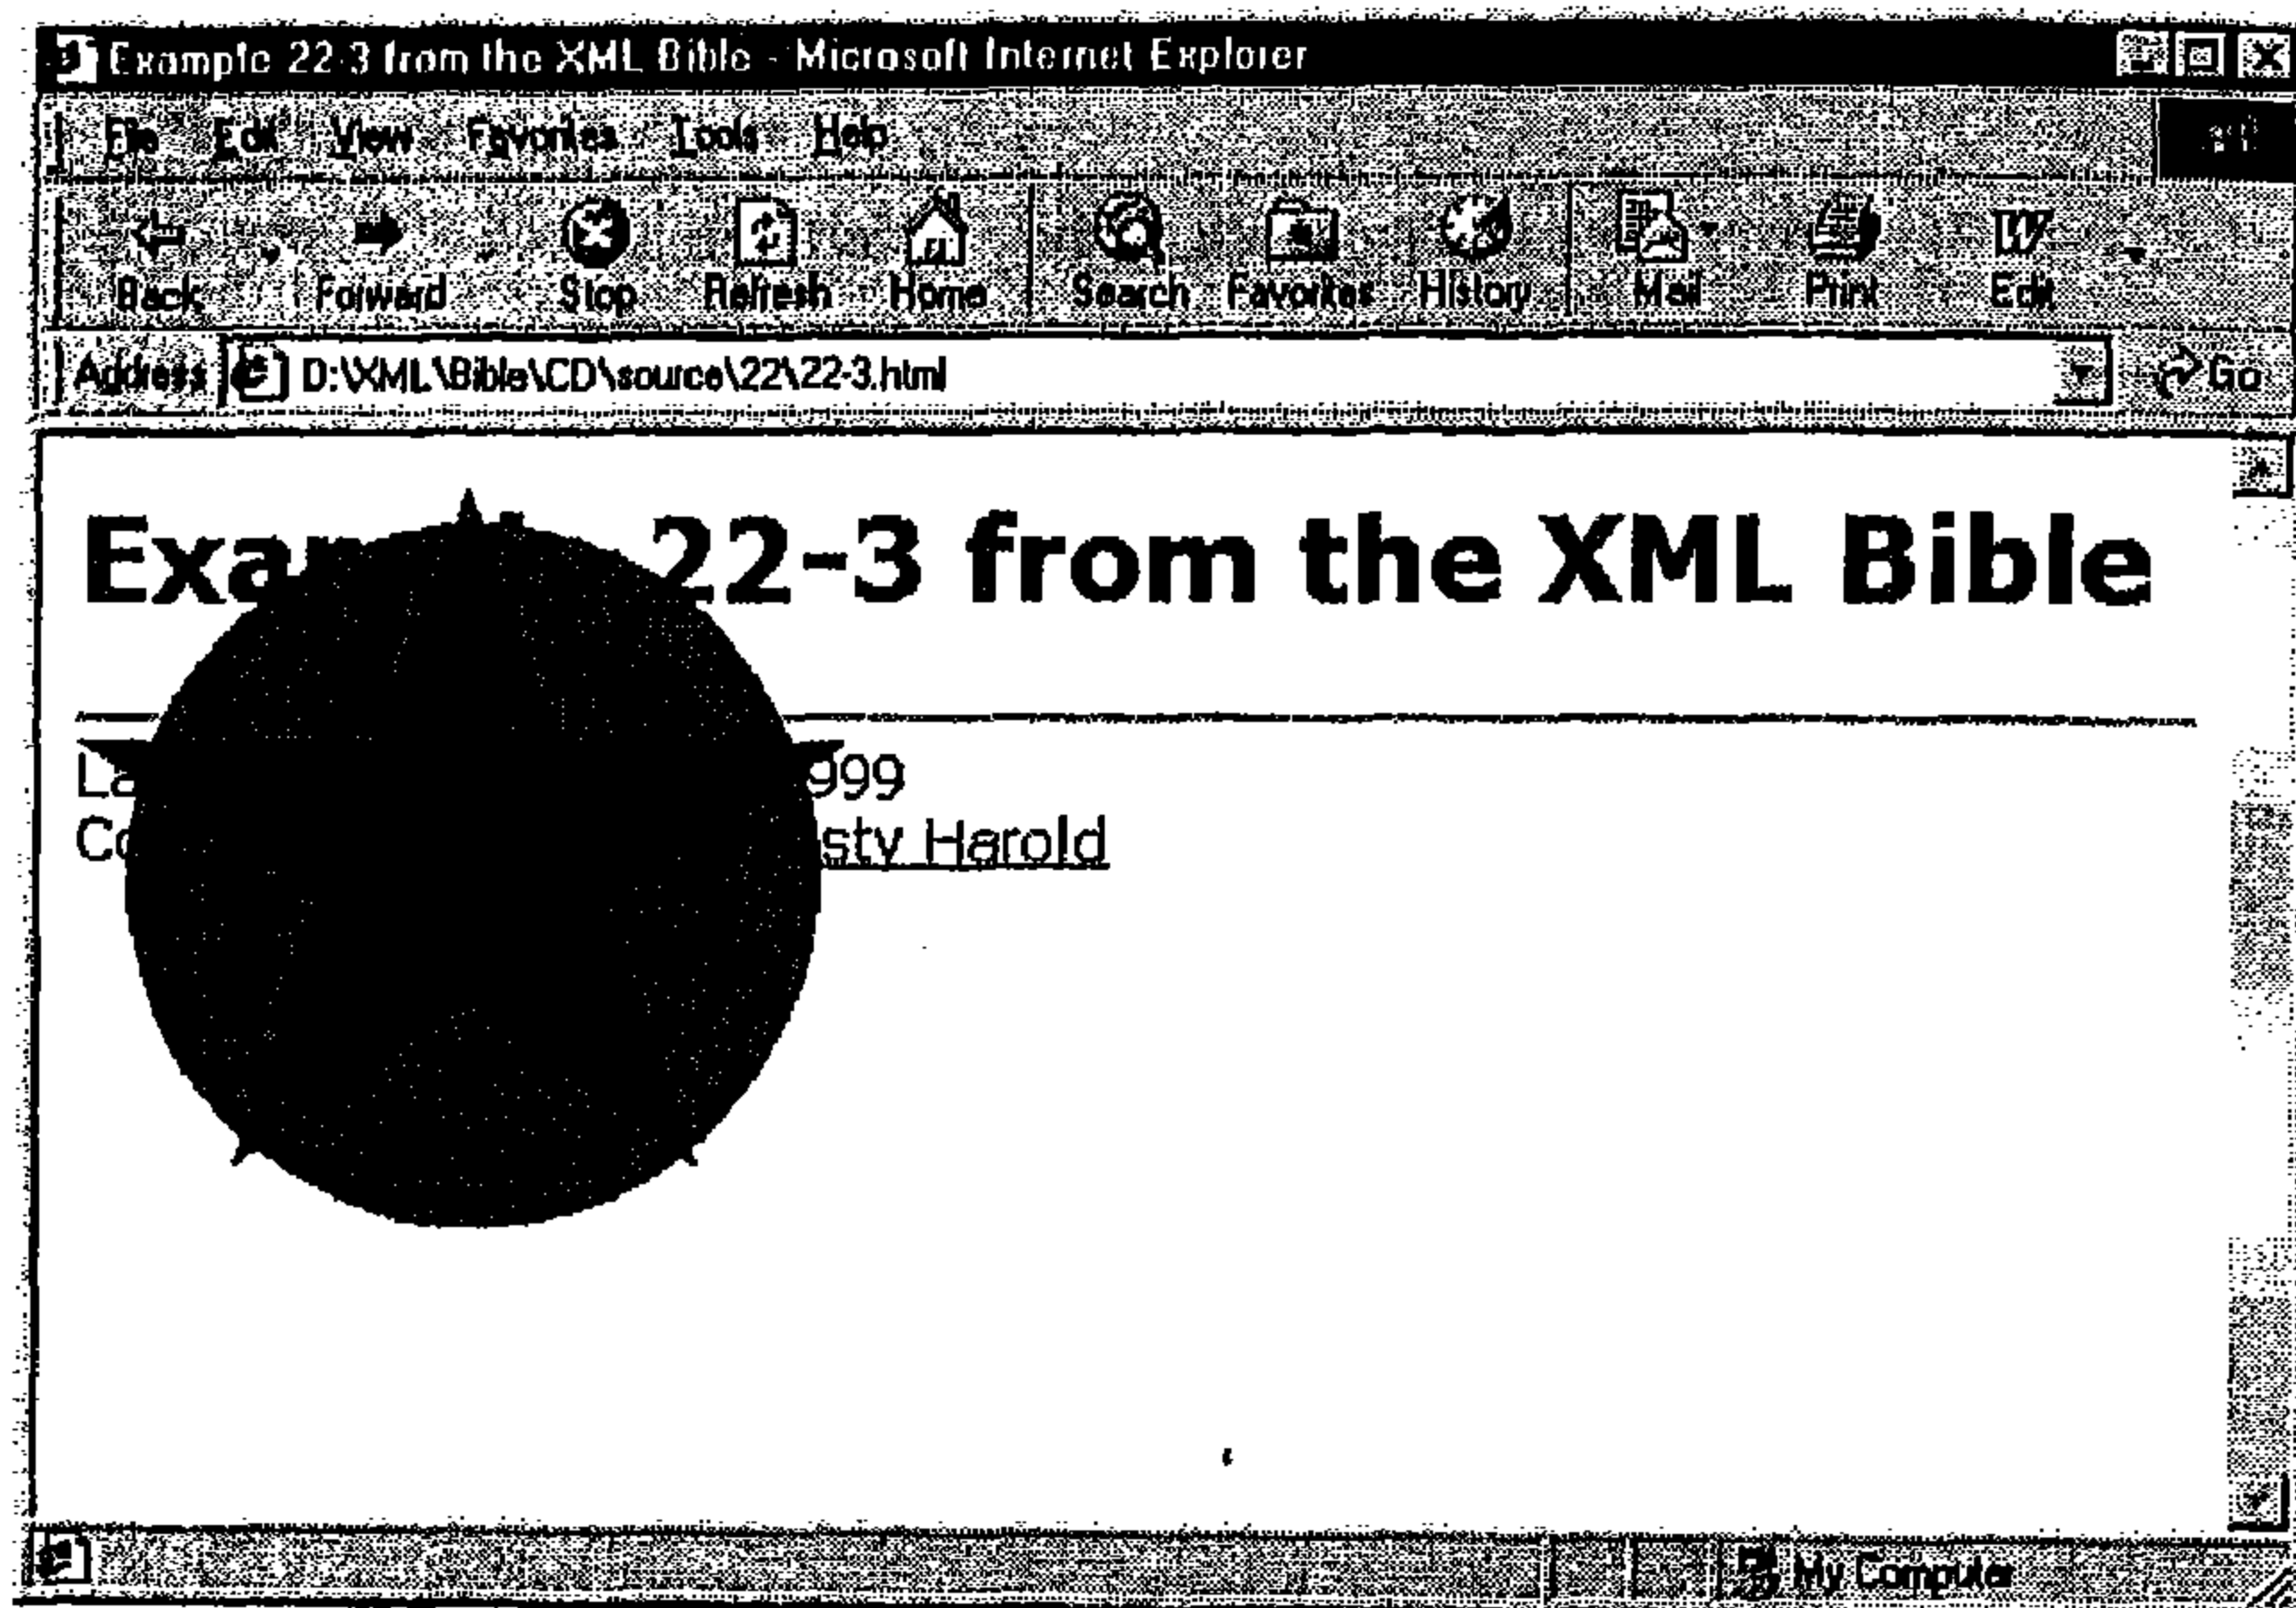 Example 22-3 from the XML Bible - Microsoft Internet Explorer
File Edit View Favorites Tools Help
Back Forward Stop Refresh Home Search Favorites History Mail Print Edit
Address D:\XML\Bible\CD\source\22\22-3.html Go
22-3 from the XML Bible
Harold
My Computer